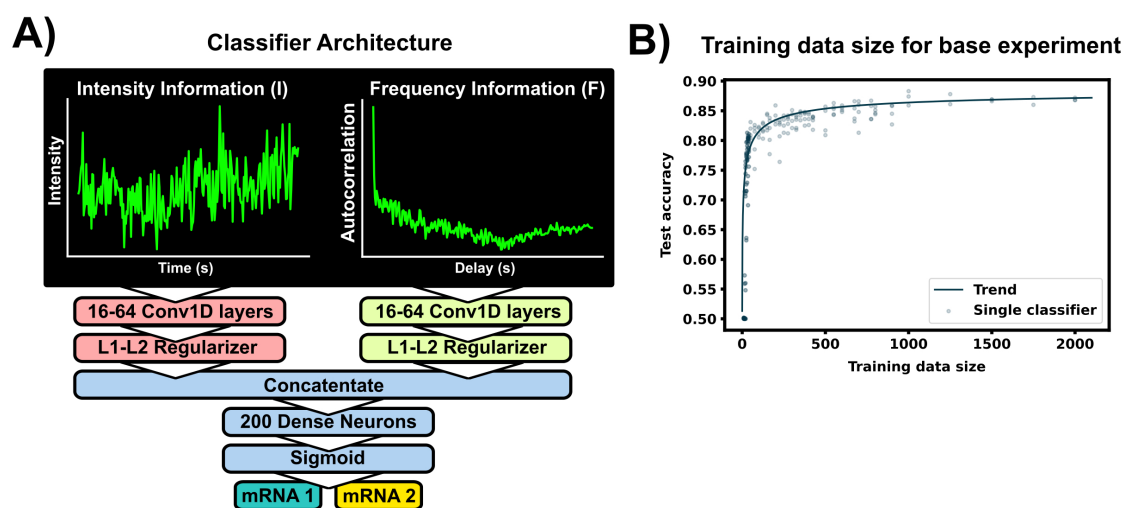 A)
Classifier Architecture
Intensity Information (I)
Frequency Information (F)
Intensity
Time (s)
Autocorrelation
Delay (s)
16-64 Conv1D layers
16-64 Conv1D layers
L1-L2 Regularizer
L1-L2 Regularizer
Concatentate
200 Dense Neurons
Sigmoid
mRNA 1
mRNA 2
B)
Training data size for base experiment
Test accuracy
0.90
0.85
0.80
0.75
0.70
0.65
0.60
0.55
0.50
Trend
Single classifier
0
500
1000
1500
2000
Training data size